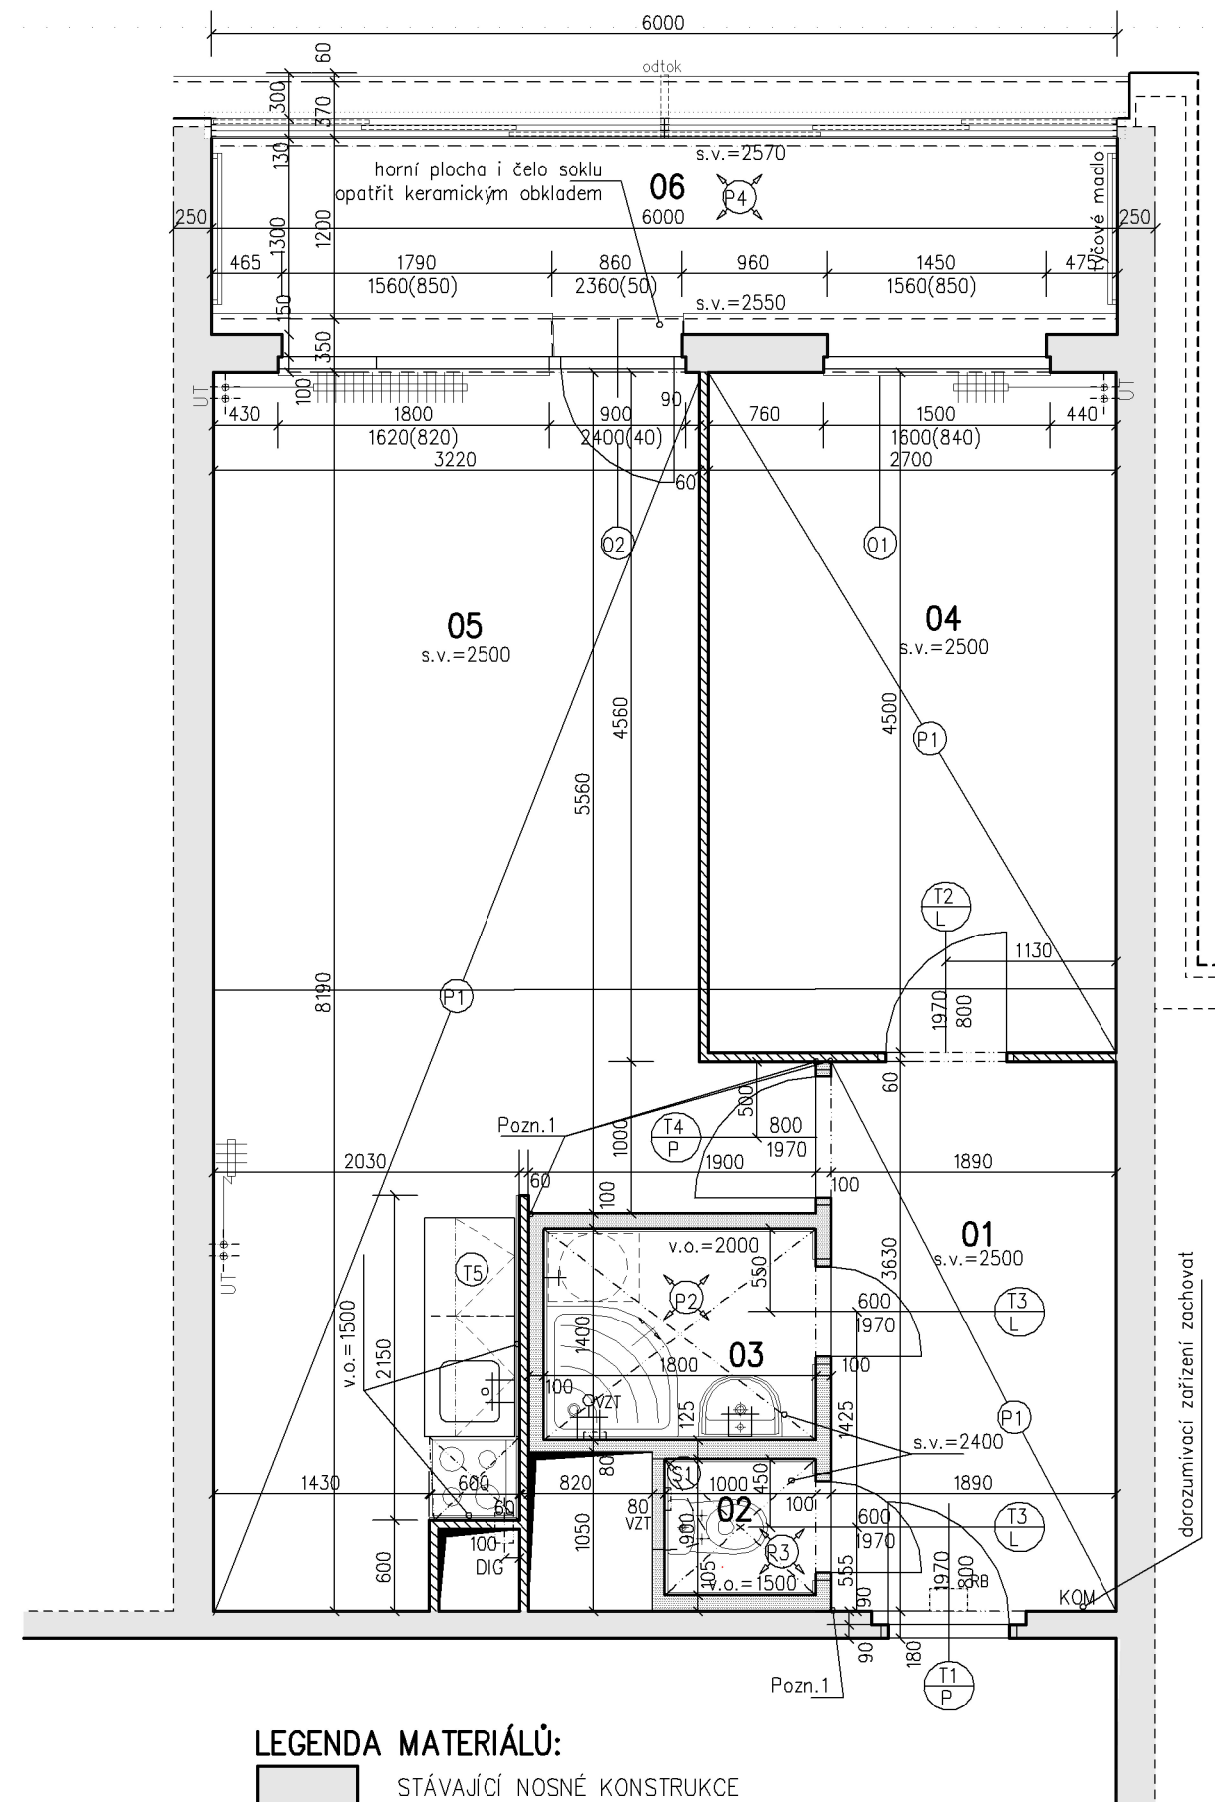 6000
60
odtok
300
370
130
s.v.=2570
horní plocha i čelo soklu
opatřit keramickým obkladem
06
P4
tyčové madlo
250
6000
250
1300
1200
465
1790
860
960
1450
475
1560(850)
2360(50)
1560(850)
s.v.=2550
150
350
UT
100
90
UT
430
1800
900
760
1500
440
1620(820)
2400(40)
1600(840)
3220
2700
60
O2
O1
05
s.v.=2500
04
s.v.=2500
4560
4500
P1
5560
T2
L
1130
8190
P1
1970
800
60
500
Pozn.1
T4
P
800
1970
1000
2030
1900
1890
60
100
100
01
s.v.=2500
3630
v.o.=2000
550
T5
P2
UT
600
1970
T3
L
v.o.=1500
2150
1400
03
1800
100
100
dorozumívací zařízení zachovat
VZT
125
1425
P1
s.v.=2400
80
S1
1430
600
820
80
VZT
1000
450
100
1890
60
02
600
1970
T3
L
100
DIG
1050
900
P3
600
105
v.o.=1500
555
90
1970
800
RB
KOM
90
180
Pozn.1
T1
P
LEGENDA MATERIÁLŮ:
STÁVAJÍCÍ NOSNÉ KONSTRUKCE